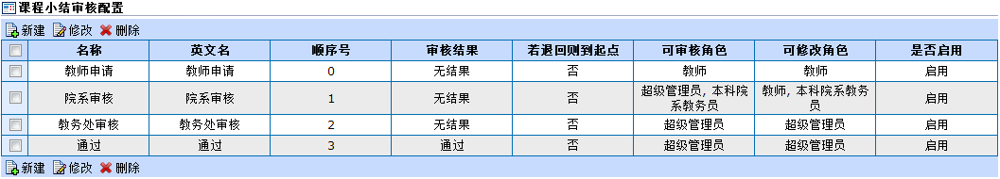 课程小结审核配置
新建 修改 删除
名称 英文名 顺序号 审核结果 若退回则到起点 可审核角色 可修改角色 是否启用
教师申请 教师申请 0 无结果 否 教师 教师 启用
院系审核 院系审核 1 无结果 否 超级管理员, 本科院系教务员 教师, 本科院系教务员 启用
教务处审核 教务处审核 2 无结果 否 超级管理员 超级管理员 启用
通过 通过 3 通过 否 超级管理员 超级管理员 启用
新建 修改 删除